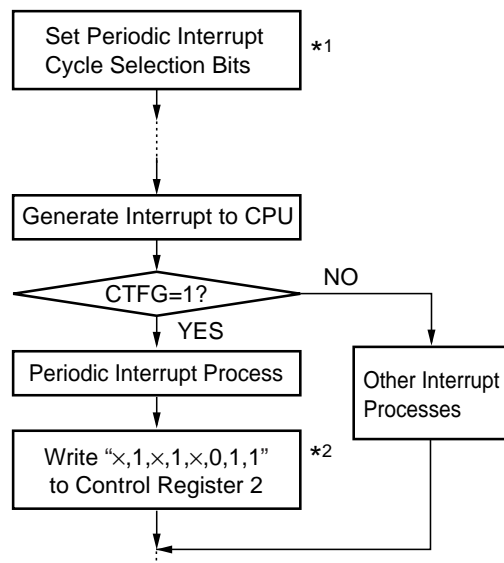 Set Periodic Interrupt
Cycle Selection Bits
*1
Generate Interrupt to CPU
CTFG=1?
NO
YES
Periodic Interrupt Process
Other Interrupt
Processes
Write “×,1,×,1,×,0,1,1”
to Control Register 2
*2